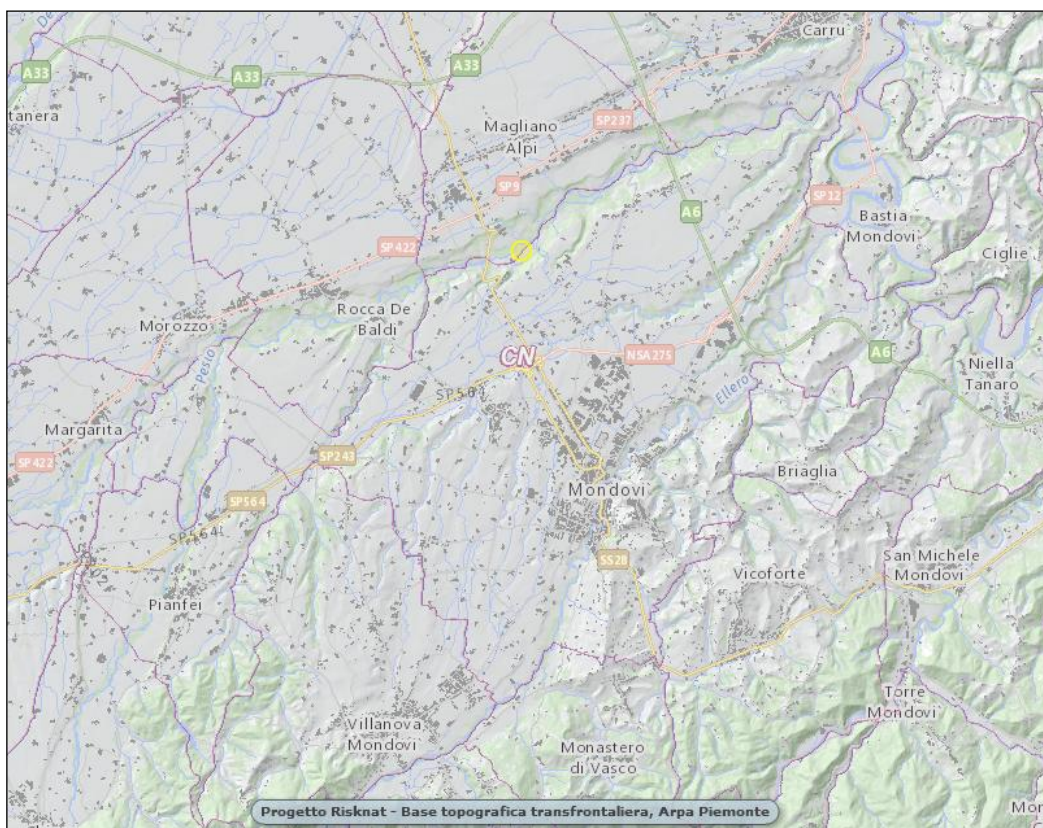 Carru
A33
A33
A33
tanera
Magliano
Alpi
SP237
SP9
SP422
A6
SP12
Bastia
Mondovi
Ciglie
Rocca De
Baldi
Morozzo
Pesio
CN
NSA275
A6
Niella
Tanaro
Ellero
SP564
Margarita
SP422
SP243
Briaglia
SP564
SP564
Mondovi
SS28
San Michele
Mondovi
Vicoforte
Pianfei
Torre
Mondovi
Villanova
Mondovi
Monastero
di Vasco
Progetto Risknat - Base topografica transfrontaliera, Arpa Piemonte